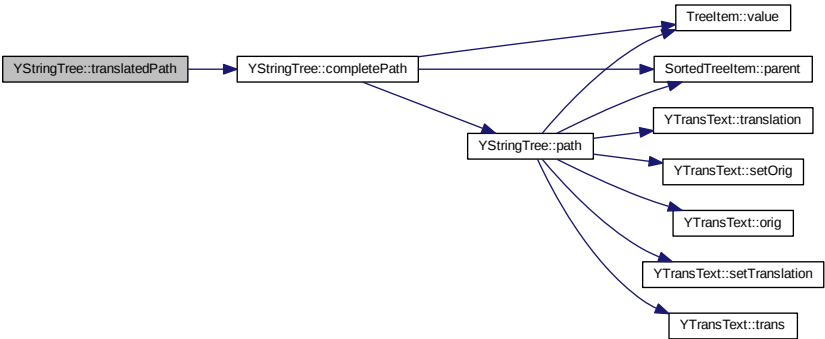 TreeItem::value
YStringTree::translatedPath
YStringTree::completePath
SortedTreeItem::parent
YTransText::translation
YStringTree::path
YTransText::setOrig
YTransText::orig
YTransText::setTranslation
YTransText::trans